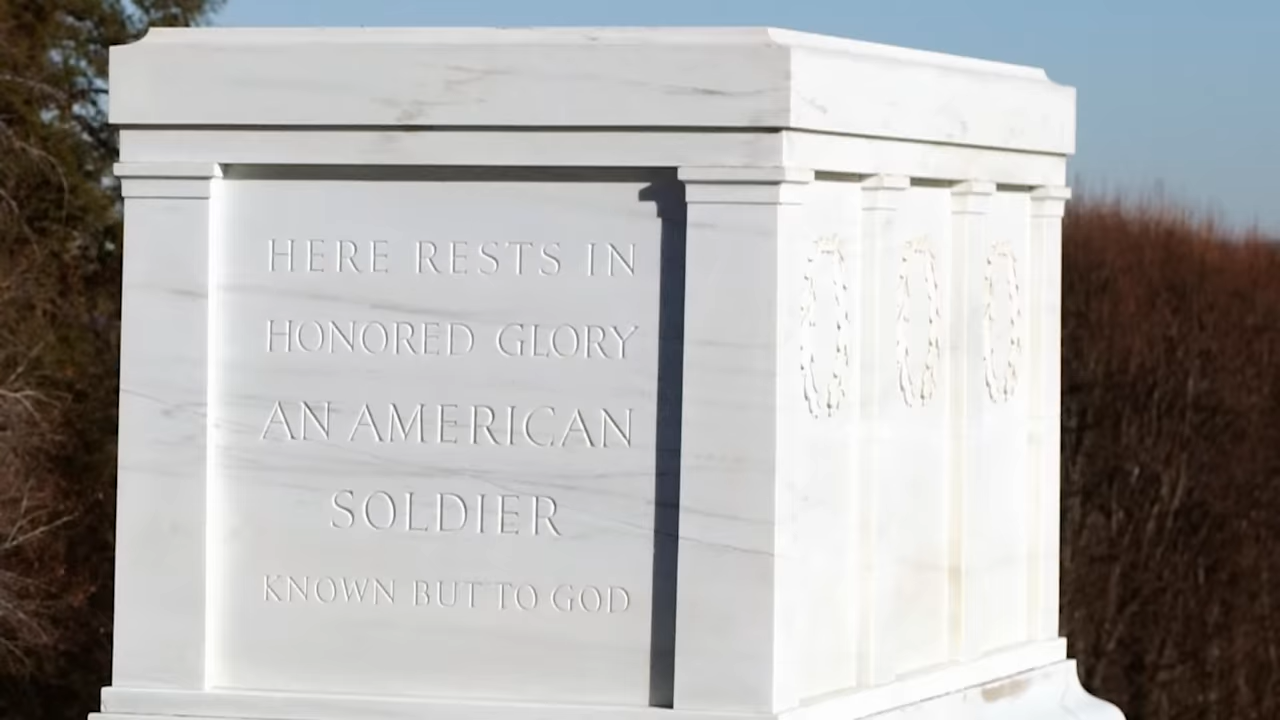 HERE RESTS IN
HONORED GLORY
AN AMERICAN
SOLDIER
KNOWN BUT TO GOD